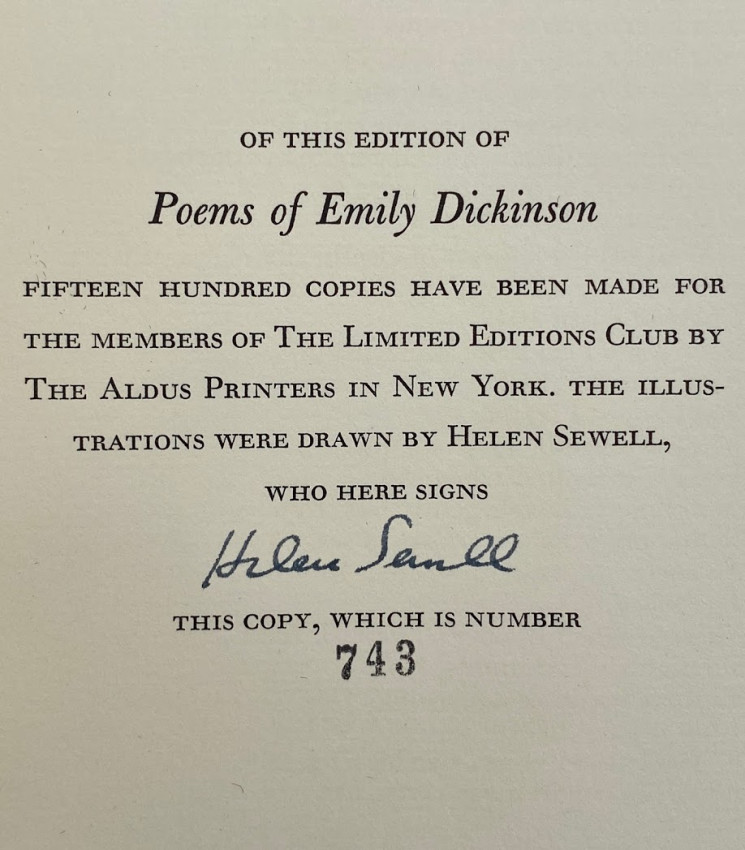 OF THIS EDITION OF
Poems of Emily Dickinson
FIFTEEN HUNDRED COPIES HAVE BEEN MADE FOR
THE MEMBERS OF THE LIMITED EDITIONS CLUB BY
THE ALDUS PRINTERS IN NEW YORK. THE ILLUS-
TRATIONS WERE DRAWN BY HELEN SEWELL,
WHO HERE SIGNS
Helen Sewell
THIS COPY, WHICH IS NUMBER
743